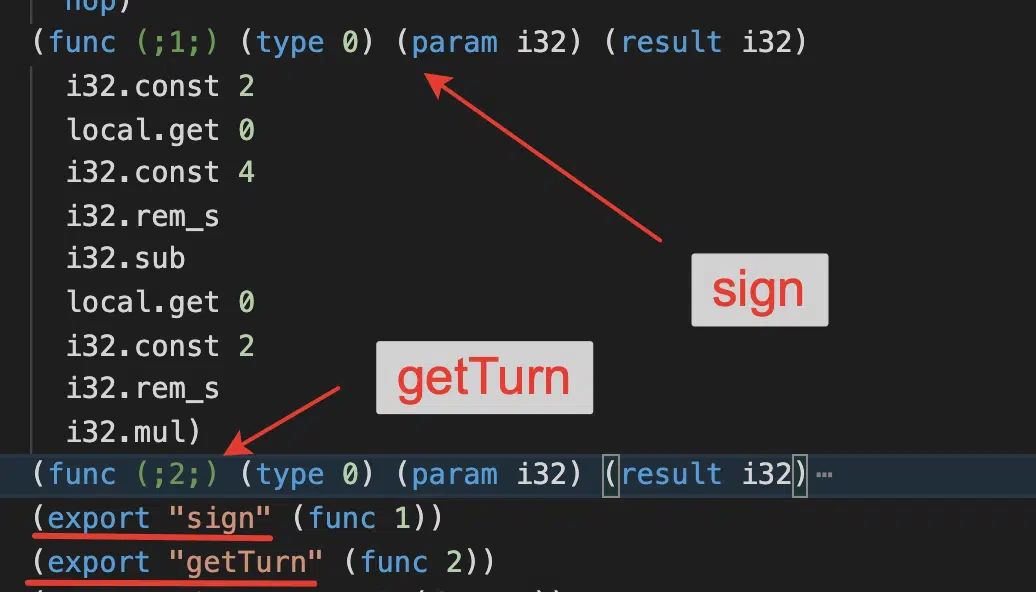 nop)
(func (;1;) (type 0) (param i32) (result i32)
i32.const 2
local.get 0
i32.const 4
i32.rem_s
i32.sub
sign
local.get 0
i32.const 2
getTurn
i32.rem_s
i32.mul)
(func (;2;) (type 0) (param i32) (result i32)⋯
(export "sign" (func 1))
(export "getTurn" (func 2))